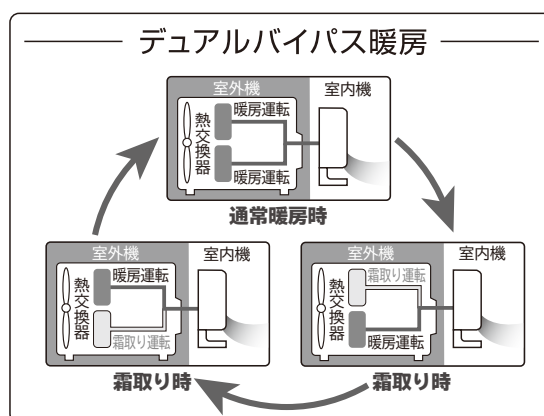 デュアルバイパス暖房
室外機
室内機
熱交換器
暖房運転
暖房運転
通常暖房時
室外機
室内機
熱交換器
暖房運転
霜取り運転
霜取り時
室外機
室内機
熱交換器
霜取り運転
暖房運転
霜取り時